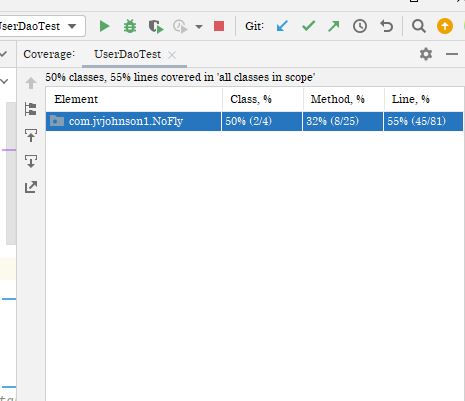 UserDaoTest
Git:
Coverage: UserDaoTest
50% classes, 55% lines covered in 'all classes in scope'
Element Class, % Method, % Line, %
com.jvjohnson1.NoFly 50% (2/4) 32% (8/25) 55% (45/81)